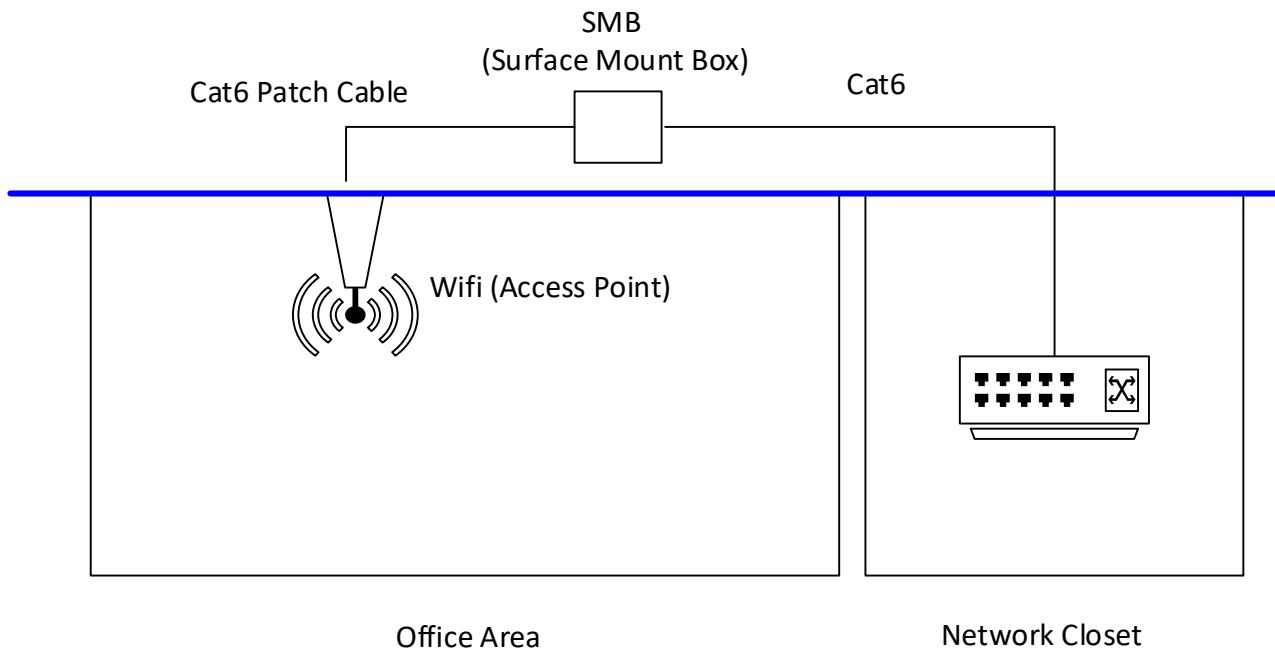 SMB
(Surface Mount Box)
Cat6 Patch Cable
Cat6
Wifi (Access Point)
Office Area
Network Closet